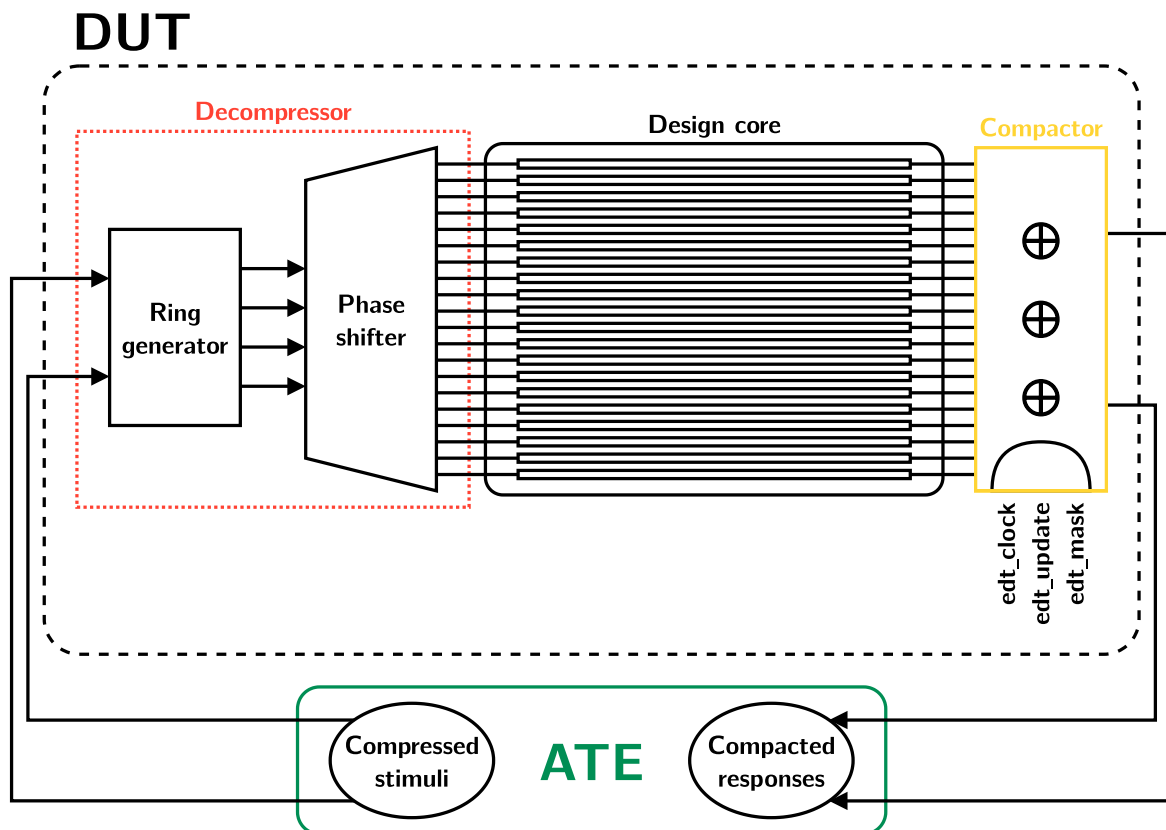 DUT
Decompressor
Design core
Compactor
Ring
generator
Phase
shifter
edt_clock
edt_update
edt_mask
Compressed
stimuli
ATE
Compacted
responses